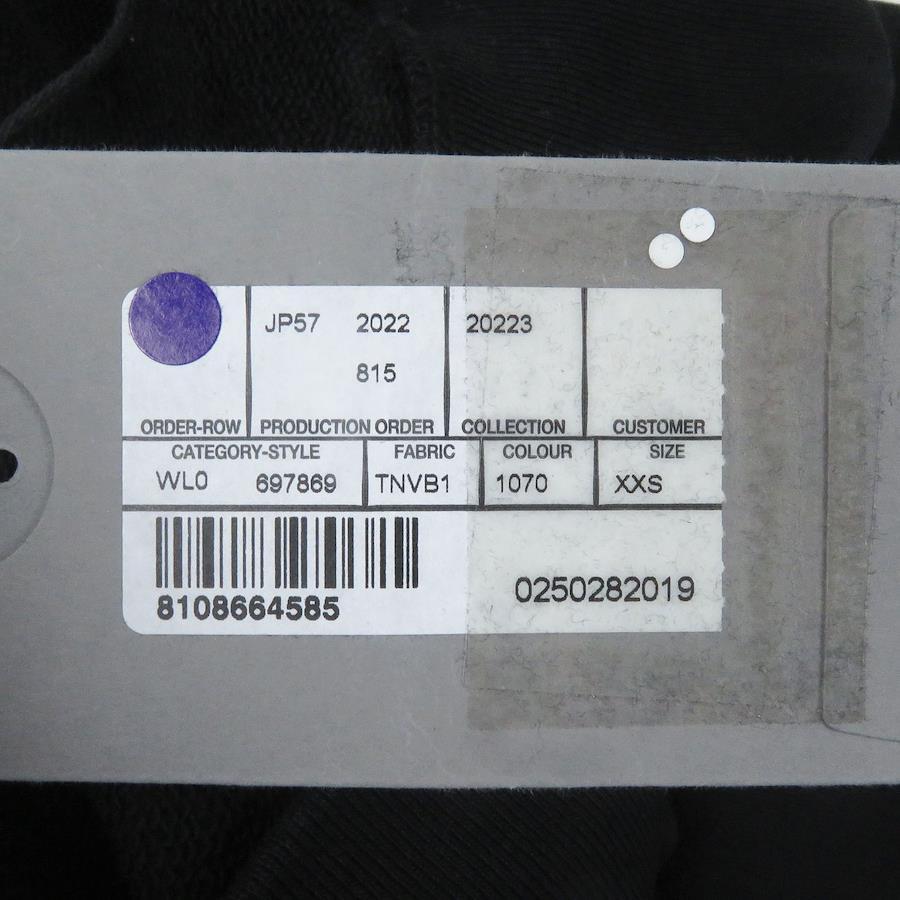 JP57 2022 20223
815
ORDER-ROW PRODUCTION ORDER COLLECTION CUSTOMER
CATEGORY-STYLE FABRIC COLOUR SIZE
WL0 697869 TNVB1 1070 XXS
8108664585 0250282019